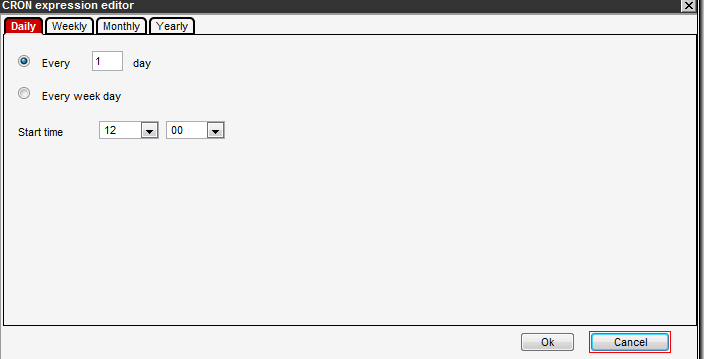 CRON expression editor
Daily Weekly Monthly Yearly
Every 1 day
Every week day
Start time 12 00
Ok Cancel